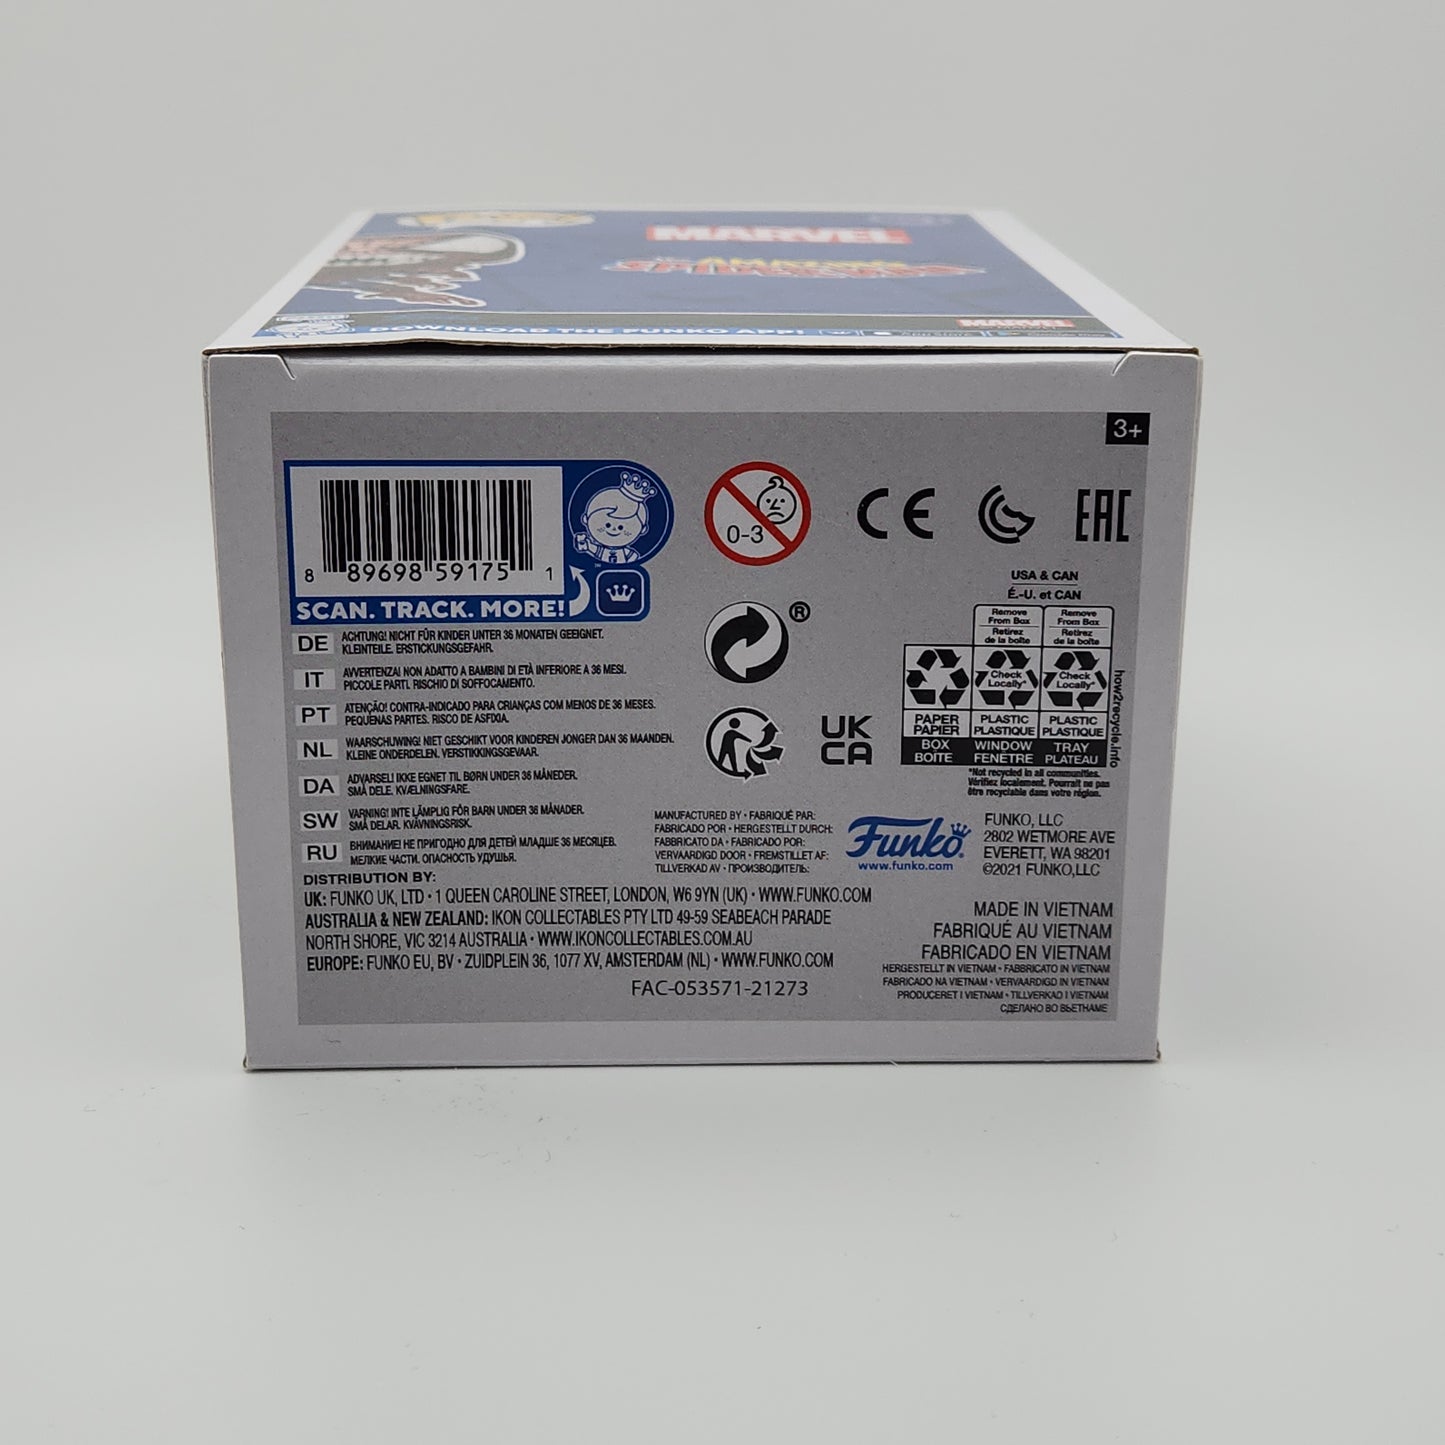 MARVEL
AMAZING
DOWNLOAD THE FUNKO APP!
MARVEL
3+
8 89698 59175 1
SCAN. TRACK. MORE!
™
0-3
CE
EAC
USA & CAN
É.-U. et CAN
Remove From Box
Retirez de la boîte
Remove From Box
Retirez de la boîte
Check Locally*
Check Locally*
PAPER
PAPIER
BOX
BOÎTE
PLASTIC
PLASTIQUE
WINDOW
FENÊTRE
PLASTIC
PLASTIQUE
TRAY
PLATEAU
how2recycle.info
*Not recycled in all communities.
Vérifiez localement. Pourrait ne pas
être recyclable dans votre région.
®
UK
CA
DE ACHTUNG! NICHT FÜR KINDER UNTER 36 MONATEN GEEIGNET.
KLEINTEILE. ERSTICKUNGSGEFAHR.
IT AVVERTENZA! NON ADATTO A BAMBINI DI ETÀ INFERIORE A 36 MESI.
PICCOLE PARTI. RISCHIO DI SOFFOCAMENTO.
PT ATENÇÃO! CONTRA-INDICADO PARA CRIANÇAS COM MENOS DE 36 MESES.
PEQUENAS PARTES. RISCO DE ASFIXIA.
NL WAARSCHUWING! NIET GESCHIKT VOOR KINDEREN JONGER DAN 36 MAANDEN.
KLEINE ONDERDELEN. VERSTIKKINGSGEVAAR.
DA ADVARSEL! IKKE EGNET TIL BØRN UNDER 36 MÅNEDER.
SMÅ DELE. KVÆLNINGSFARE.
SW VARNING! INTE LÄMPLIG FÖR BARN UNDER 36 MÅNADER.
SMÅ DELAR. KVÄVNINGSRISK.
RU ВНИМАНИЕ! НЕ ПРИГОДНО ДЛЯ ДЕТЕЙ МЛАДШЕ 36 МЕСЯЦЕВ.
МЕЛКИЕ ЧАСТИ. ОПАСНОСТЬ УДУШЬЯ.
MANUFACTURED BY • FABRIQUÉ PAR:
FABRICADO POR • HERGESTELLT DURCH:
FABBRICATO DA • FABRICADO POR:
VERVAARDIGD DOOR • FREMSTILLET AF:
TILLVERKAD AV • ПРОИЗВОДИТЕЛЬ:
Funko®
www.funko.com
FUNKO, LLC
2802 WETMORE AVE
EVERETT, WA 98201
©2021 FUNKO,LLC
DISTRIBUTION BY:
UK: FUNKO UK, LTD • 1 QUEEN CAROLINE STREET, LONDON, W6 9YN (UK) • WWW.FUNKO.COM
AUSTRALIA & NEW ZEALAND: IKON COLLECTABLES PTY LTD 49-59 SEABEACH PARADE
NORTH SHORE, VIC 3214 AUSTRALIA • WWW.IKONCOLLECTABLES.COM.AU
EUROPE: FUNKO EU, BV • ZUIDPLEIN 36, 1077 XV, AMSTERDAM (NL) • WWW.FUNKO.COM
FAC-053571-21273
MADE IN VIETNAM
FABRIQUÉ AU VIETNAM
FABRICADO EN VIETNAM
HERGESTELLT IN VIETNAM • FABBRICATO IN VIETNAM
FABRICADO NA VIETNAM • VERVAARDIGD IN VIETNAM
PRODUCERET I VIETNAM • TILLVERKAD I VIETNAM
СДЕЛАНО ВО ВЬЕТНАМЕ